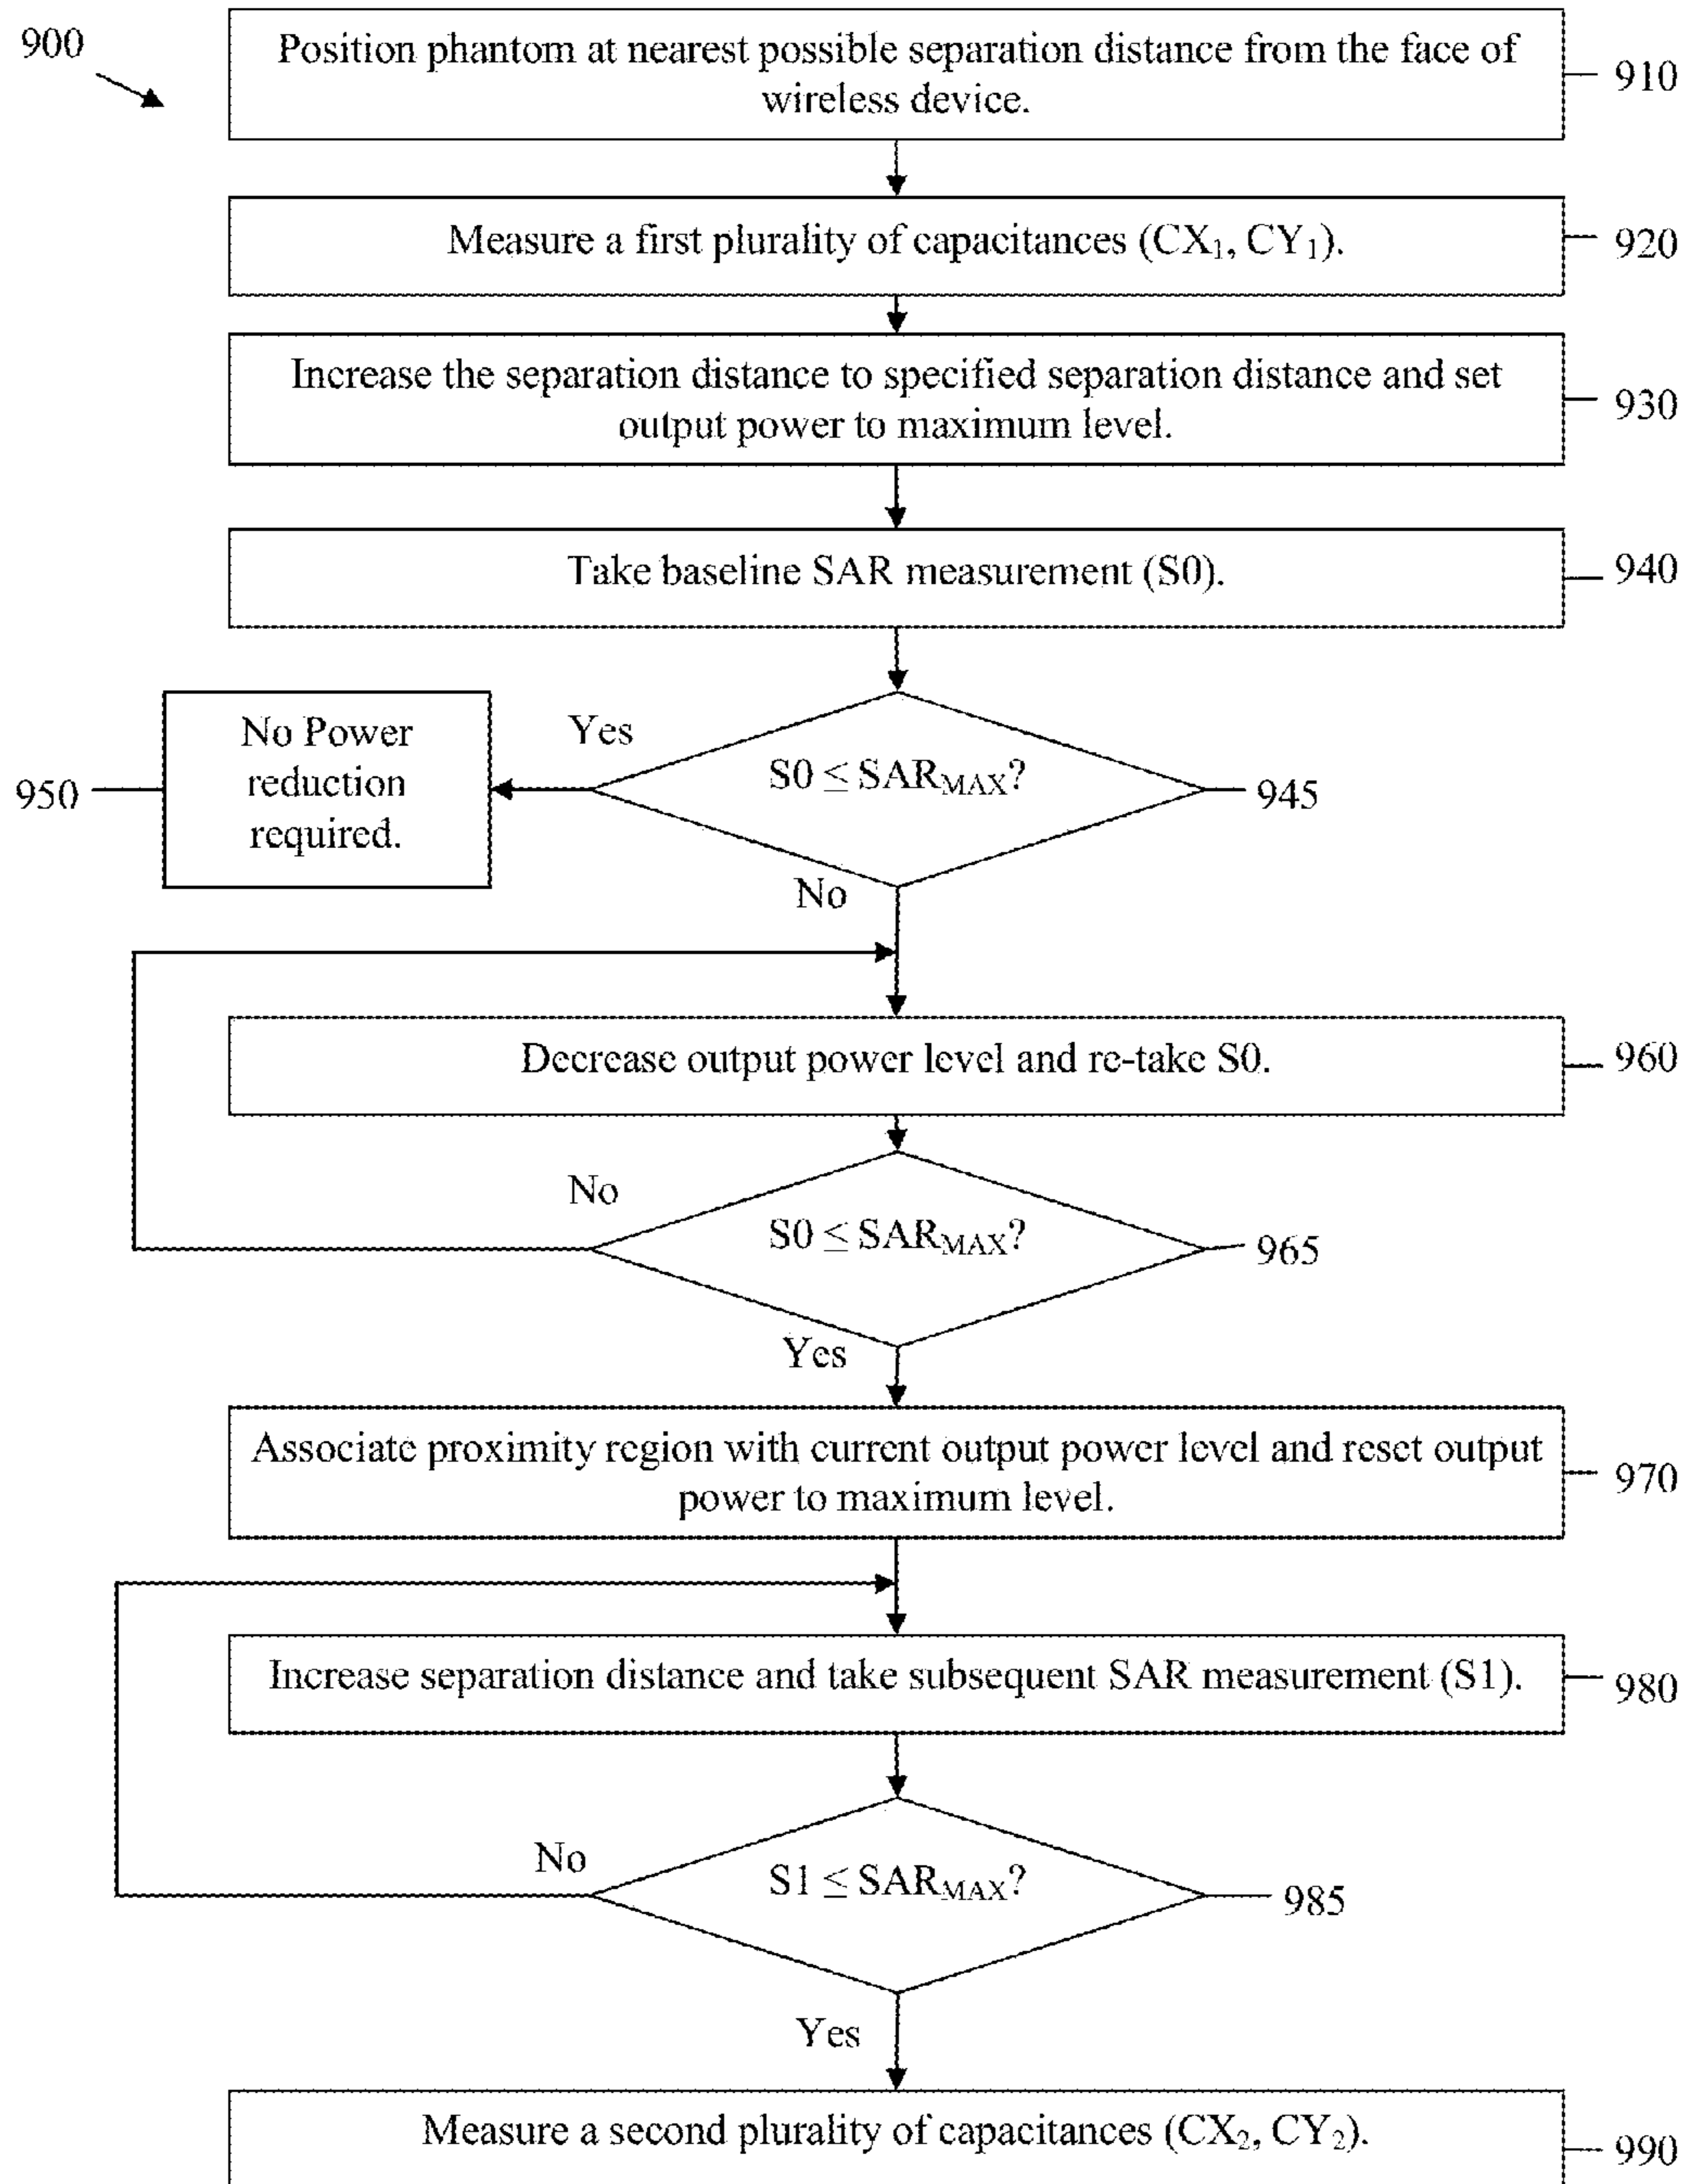 900
Position phantom at nearest possible separation distance from the face of
wireless device.
910
Measure a first plurality of capacitances (CX₁, CY₁).
920
Increase the separation distance to specified separation distance and set
output power to maximum level.
930
Take baseline SAR measurement (S0).
940
No Power
reduction
required.
950
Yes
S0 ≤ SAR_MAX?
945
No
Decrease output power level and re-take S0.
960
No
S0 ≤ SAR_MAX?
965
Yes
Associate proximity region with current output power level and reset output
power to maximum level.
970
Increase separation distance and take subsequent SAR measurement (S1).
980
No
S1 ≤ SAR_MAX?
985
Yes
Measure a second plurality of capacitances (CX₂, CY₂).
990